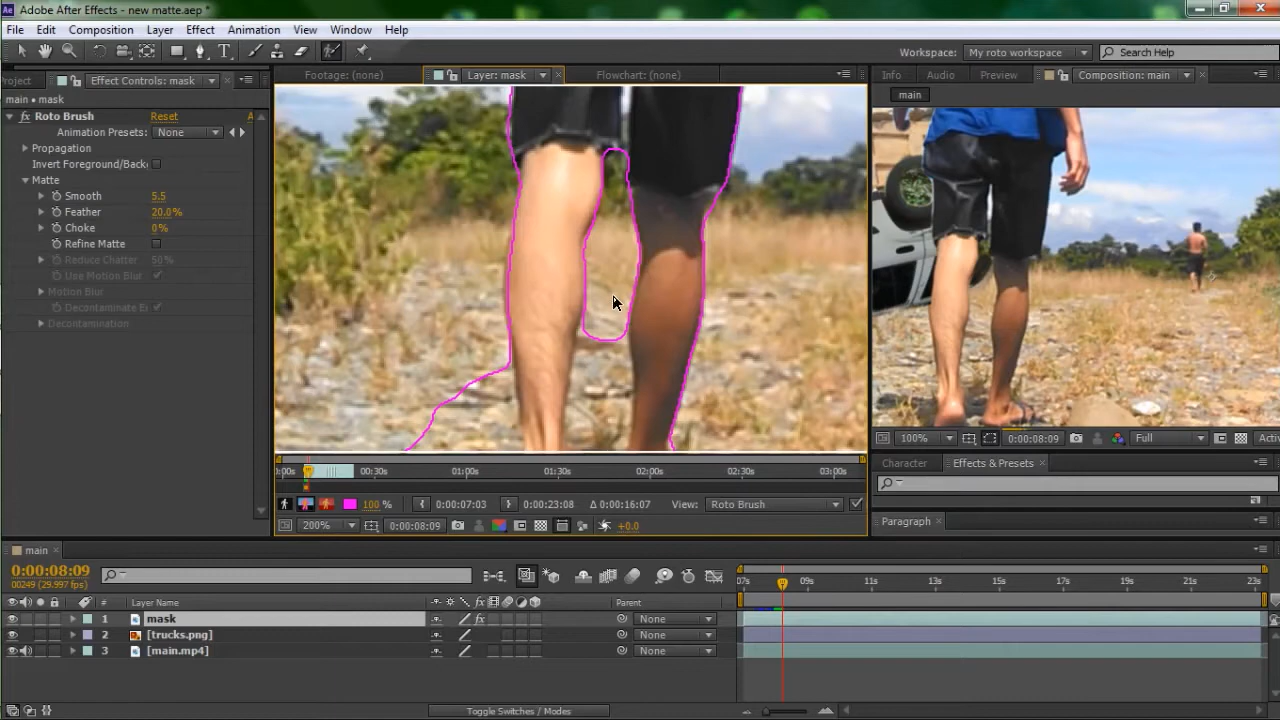 Ae Adobe After Effects - new matte.aep *
File Edit Composition Layer Effect Animation View Window Help
Workspace: My roto workspace Search Help
Project Effect Controls: mask Footage: (none) Layer: mask Flowchart: (none) Info Audio Preview Composition: main
main • mask main
fx Roto Brush Reset A
Animation Presets: None
Propagation
Invert Foreground/Back
Matte
Smooth 5.5
Feather 20.0%
Choke 0%
Refine Matte
Reduce Chatter 50%
Use Motion Blur
Motion Blur
Decontaminate E
Decontamination
100% 0:00:08:09 Full Activ
Character Effects & Presets
:00s 00:30s 01:00s 01:30s 02:00s 02:30s 03:00s
100 % 0:00:07:03 0:00:23:08 Δ 0:00:16:07 View: Roto Brush
200% 0:00:08:09 +0.0
Paragraph
main
0:00:08:09
00249 (29.997 fps)
07s 09s 11s 13s 15s 17s 19s 21s 23s
# Layer Name fx Parent
1 mask fx None
2 [trucks.png] None
3 [main.mp4] None
Toggle Switches / Modes